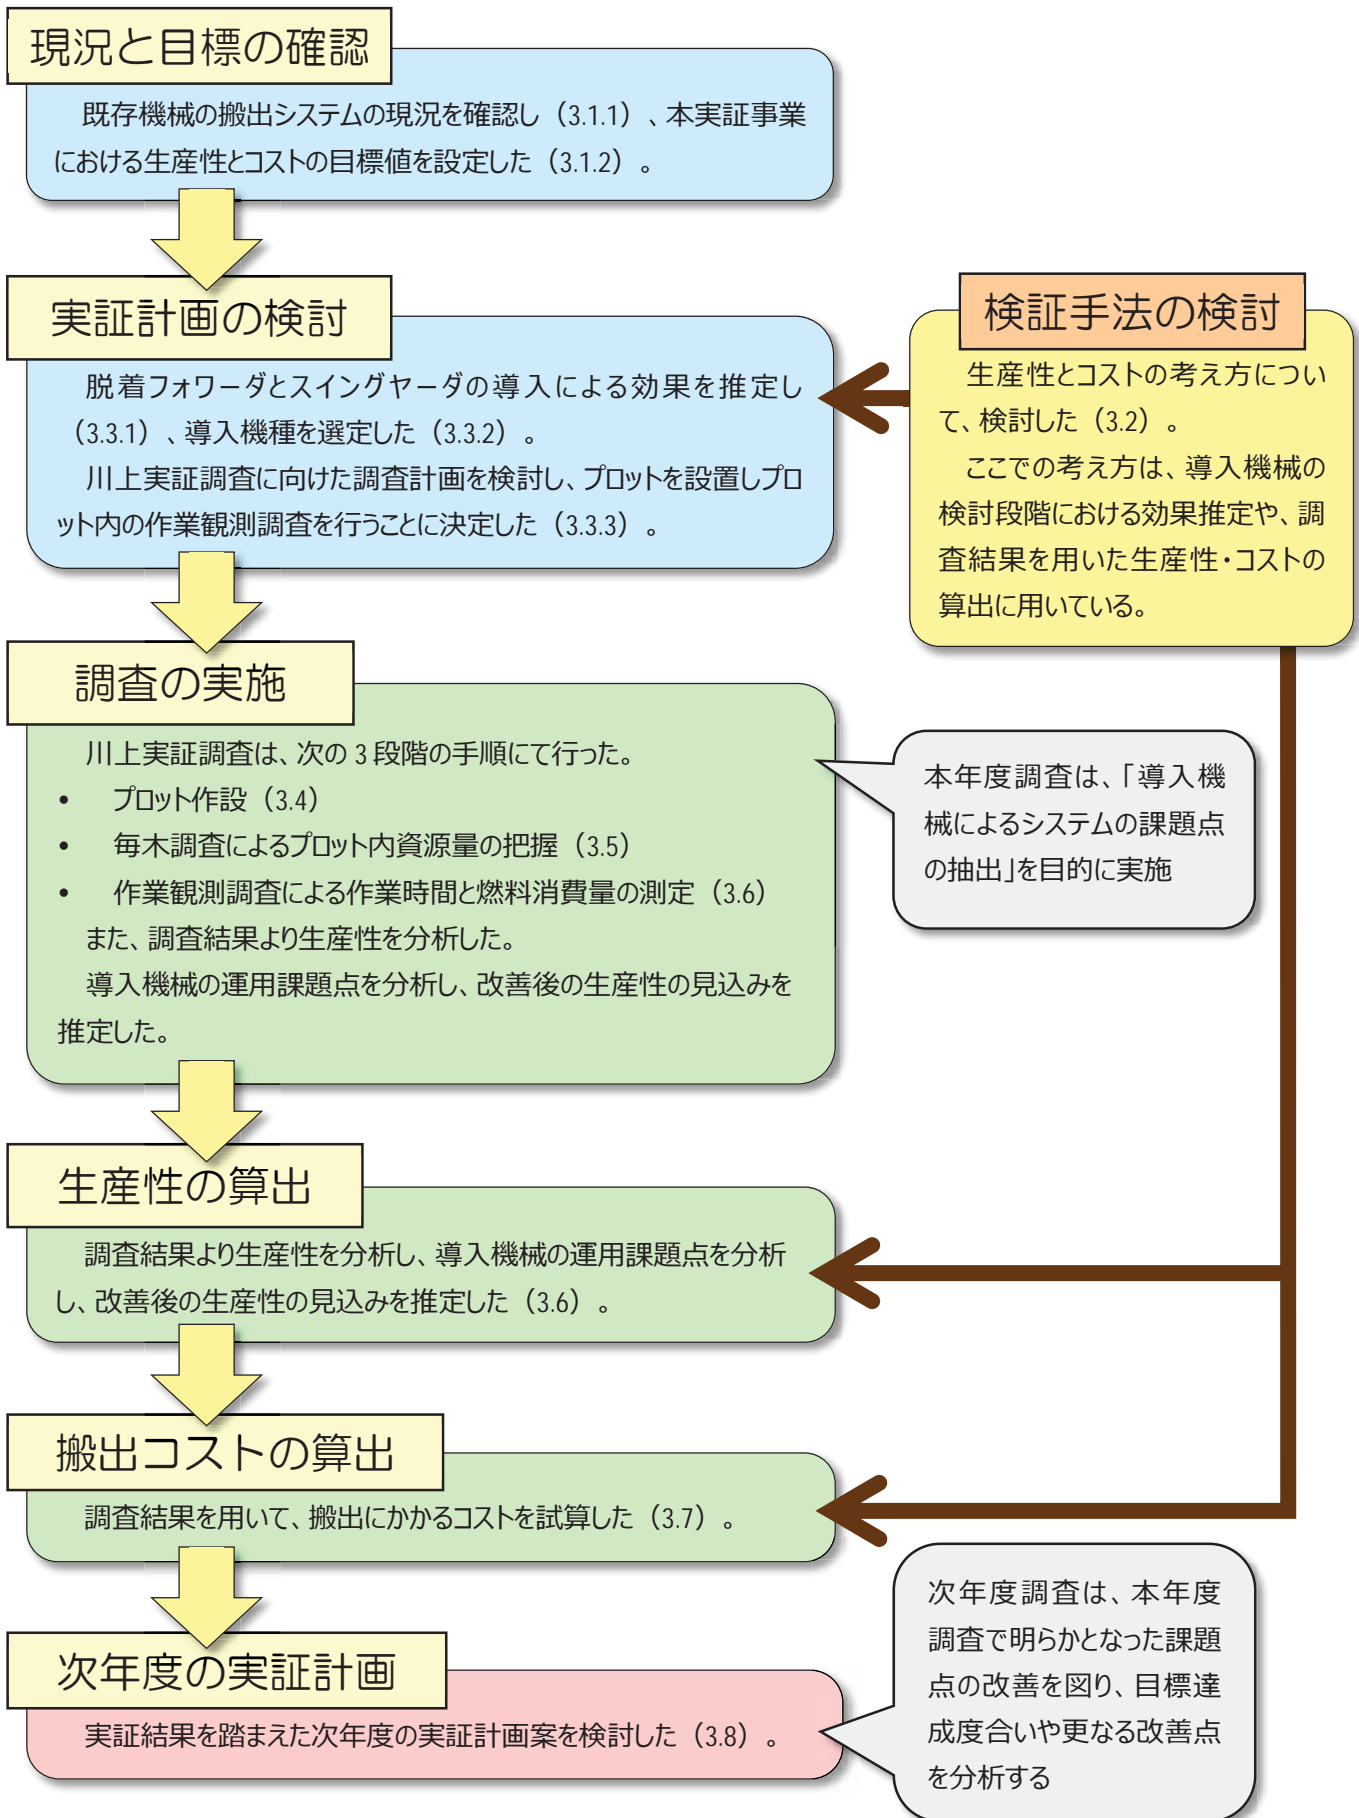 現況と目標の確認
既存機械の搬出システムの現況を確認し（3.1.1）、本実証事業
における生産性とコストの目標値を設定した（3.1.2）。
実証計画の検討
脱着フォワーダとスイングヤーダの導入による効果を推定し
（3.3.1）、導入機種を選定した（3.3.2）。
川上実証調査に向けた調査計画を検討し、プロットを設置しプロ
ット内の作業観測調査を行うことに決定した（3.3.3）。
検証手法の検討
生産性とコストの考え方につい
て、検討した（3.2）。
ここでの考え方は、導入機械の
検討段階における効果推定や、調
査結果を用いた生産性・コストの
算出に用いている。
調査の実施
川上実証調査は、次の 3 段階の手順にて行った。
• プロット作設（3.4）
• 毎木調査によるプロット内資源量の把握（3.5）
• 作業観測調査による作業時間と燃料消費量の測定（3.6）
また、調査結果より生産性を分析した。
導入機械の運用課題点を分析し、改善後の生産性の見込みを
推定した。
本年度調査は、「導入機
械によるシステムの課題点
の抽出」を目的に実施
生産性の算出
調査結果より生産性を分析し、導入機械の運用課題点を分析
し、改善後の生産性の見込みを推定した（3.6）。
搬出コストの算出
調査結果を用いて、搬出にかかるコストを試算した（3.7）。
次年度の実証計画
実証結果を踏まえた次年度の実証計画案を検討した（3.8）。
次年度調査は、本年度
調査で明らかとなった課題
点の改善を図り、目標達
成度合いや更なる改善点
を分析する